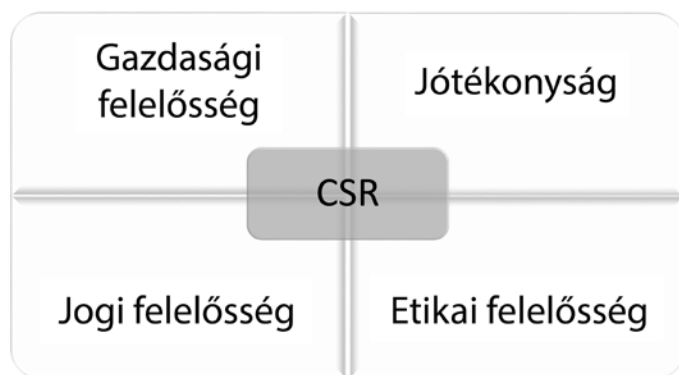 Gazdasági
felelősség
Jótékonyság
CSR
Jogi felelősség
Etikai felelősség